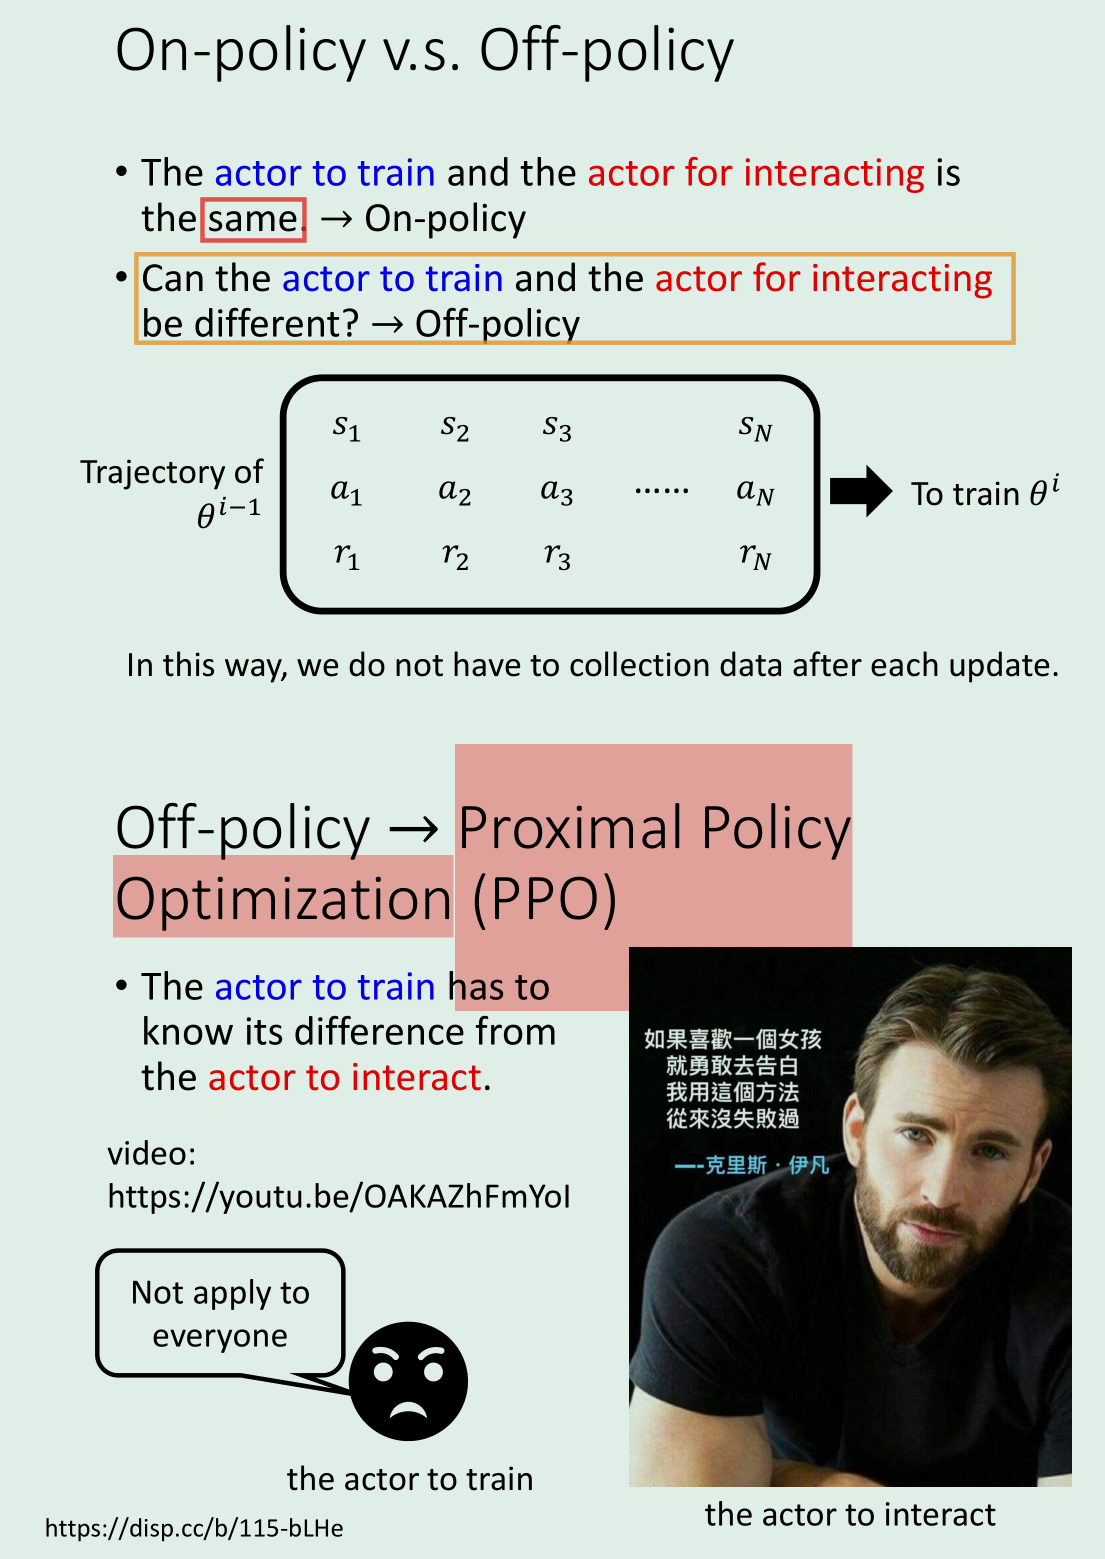 On-policy v.s. Off-policy
• The actor to train and the actor for interacting is
the same. → On-policy
• Can the actor to train and the actor for interacting
be different? → Off-policy
Trajectory of
θ^{i−1}
s_1 s_2 s_3 s_N
a_1 a_2 a_3 …… a_N
r_1 r_2 r_3 r_N
To train θ^i
In this way, we do not have to collection data after each update.
Off-policy → Proximal Policy
Optimization (PPO)
• The actor to train has to
know its difference from
the actor to interact.
video:
https://youtu.be/OAKAZhFmYoI
如果喜歡一個女孩
就勇敢去告白
我用這個方法
從來沒失敗過
—-克里斯・伊凡
Not apply to
everyone
the actor to train
the actor to interact
https://disp.cc/b/115-bLHe